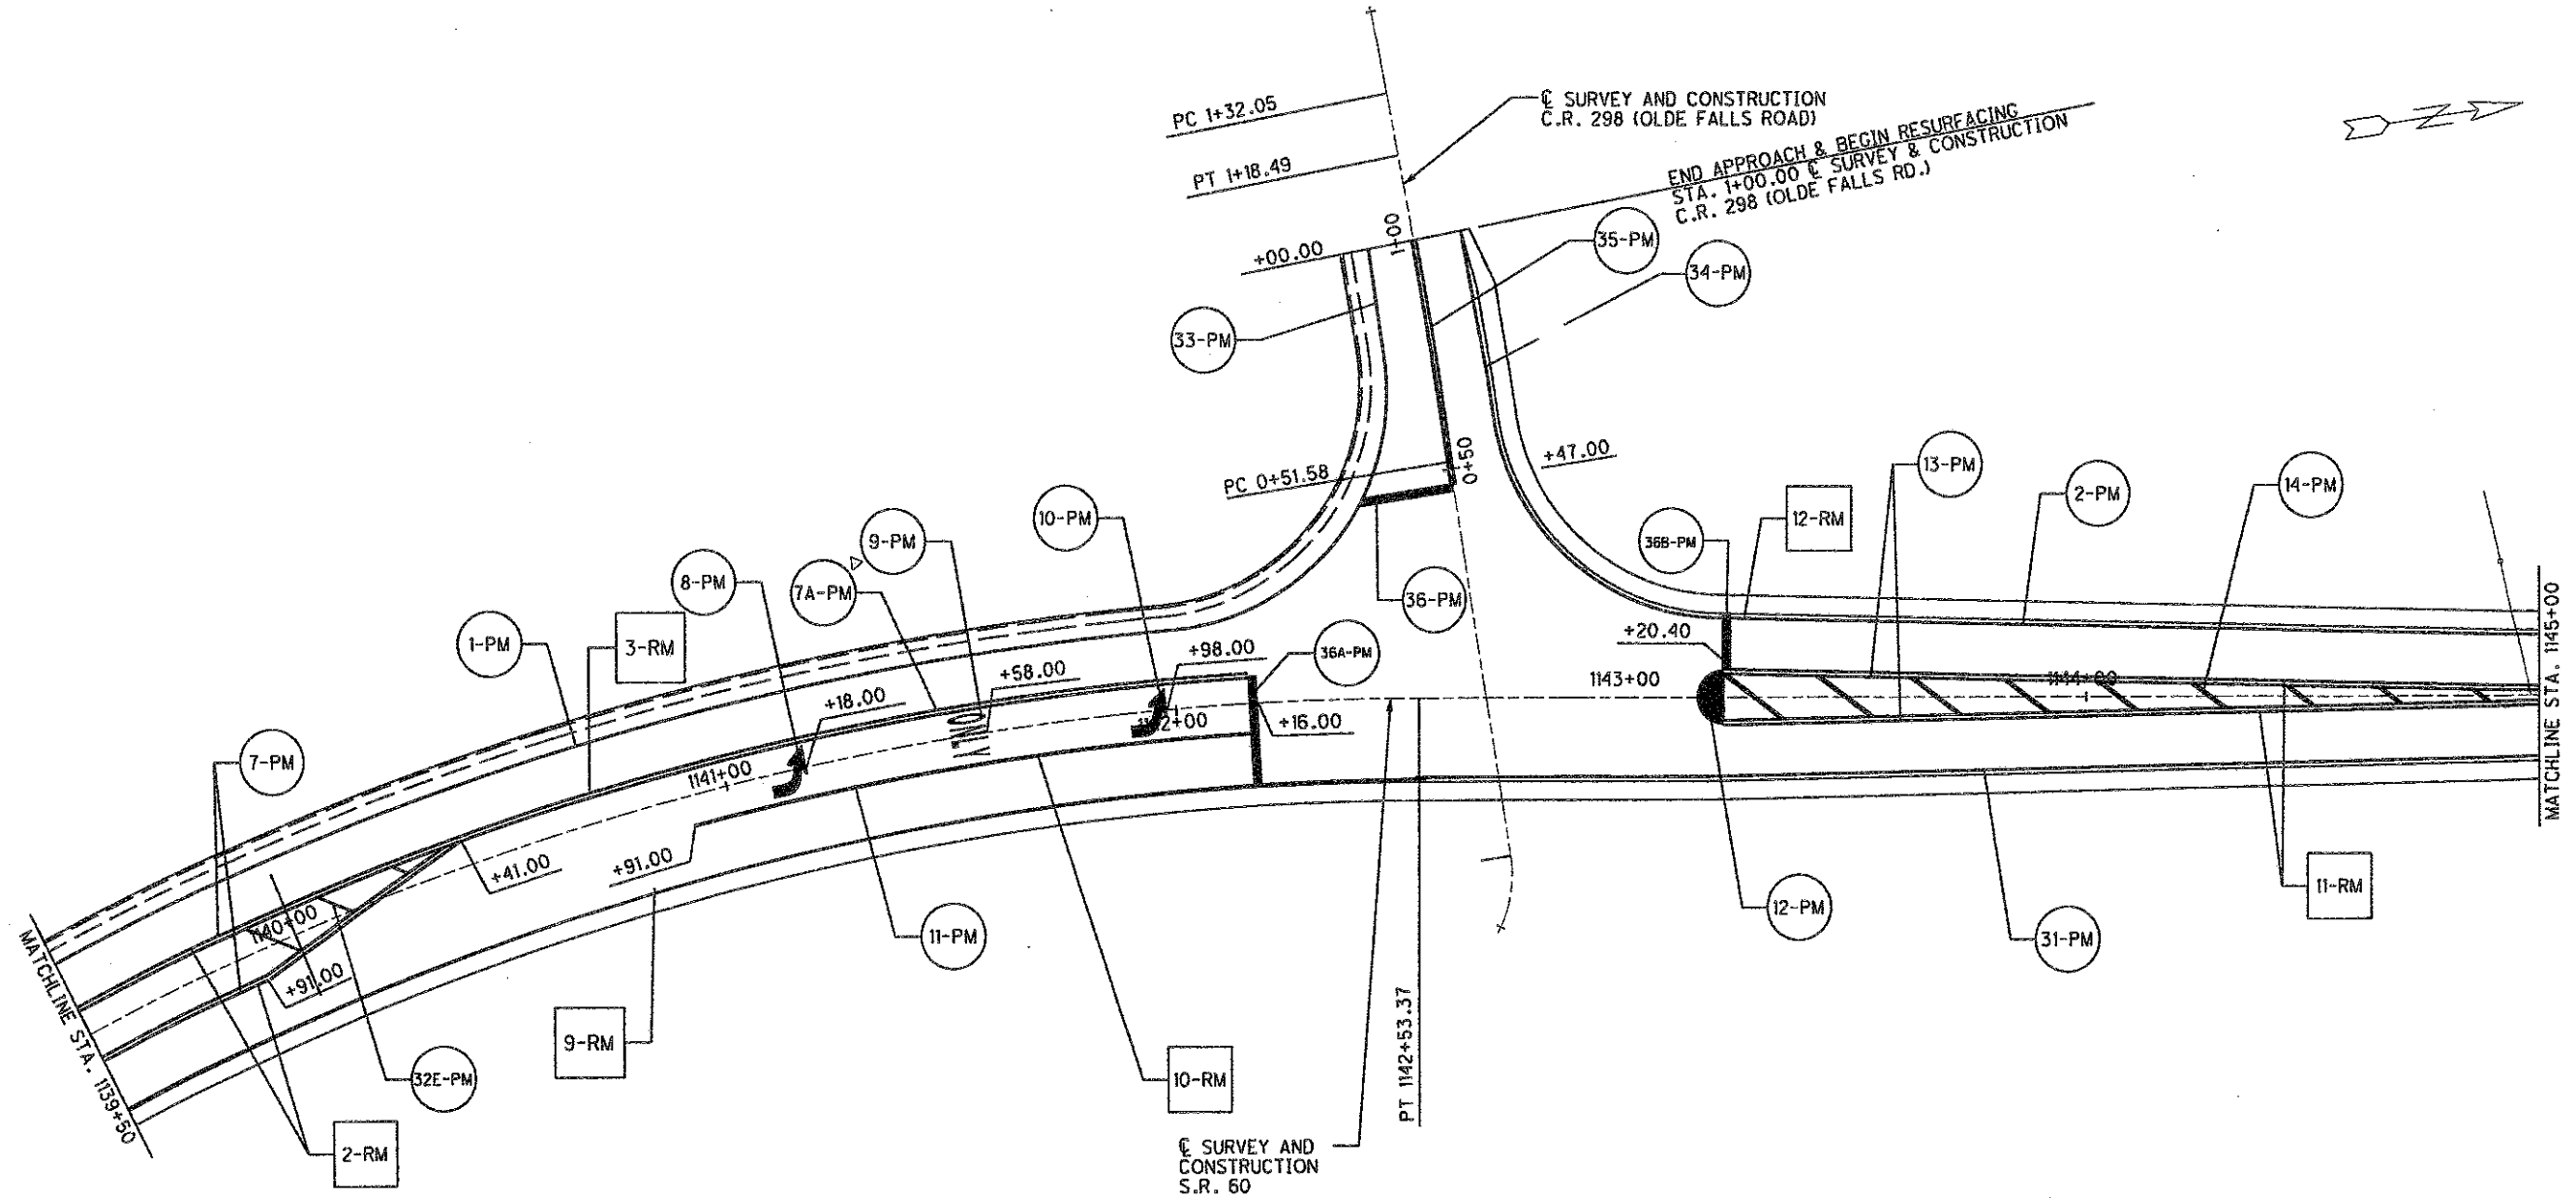 PC 1+32.05
PT 1+18.49
℄ SURVEY AND CONSTRUCTION
C.R. 298 (OLDE FALLS ROAD)
END APPROACH & BEGIN RESURFACING
STA. 1+00.00 ℄ SURVEY & CONSTRUCTION
C.R. 298 (OLDE FALLS RD.)
N
+00.00
1+00
35-PM
34-PM
33-PM
PC 0+51.58
0+50
+47.00
13-PM
2-PM
14-PM
12-RM
36B-PM
10-PM
9-PM
8-PM
7A-PM
36-PM
1-PM
3-RM
36A-PM
+20.40
+98.00
+58.00
+18.00
1143+00
1144+00
ONLY
1142+00
+16.00
1141+00
7-PM
+41.00
+91.00
1140+00
+91.00
11-PM
12-PM
31-PM
11-RM
MATCHLINE STA. 1145+00
MATCHLINE STA. 1139+50
9-RM
32E-PM
10-RM
2-RM
PT 1142+53.37
℄ SURVEY AND
CONSTRUCTION
S.R. 60